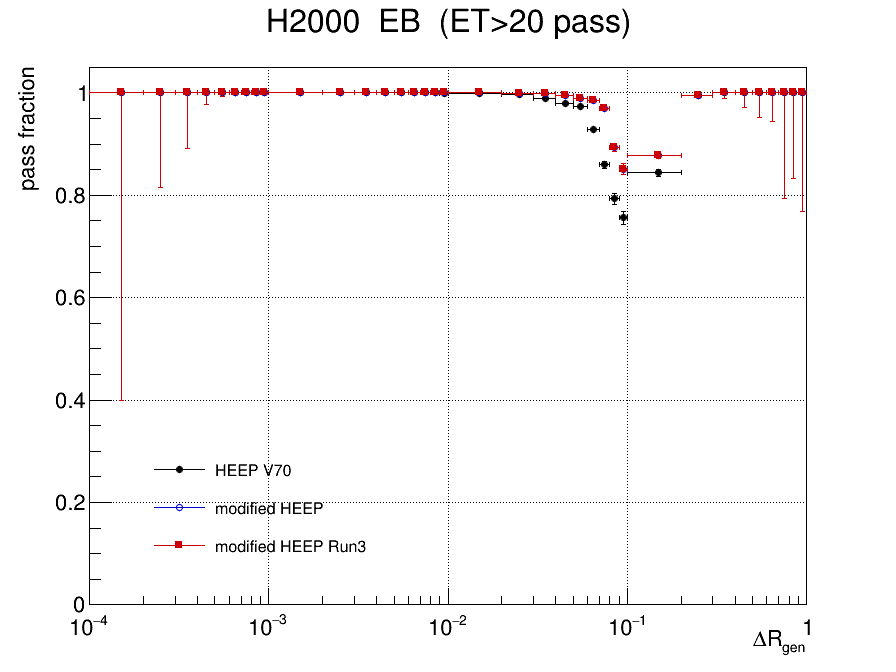 H2000 EB (ET>20 pass)
pass fraction
1
0.8
0.6
0.4
0.2
0
HEEP V70
modified HEEP
modified HEEP Run3
10⁻⁴ 10⁻³ 10⁻² 10⁻¹ 1
ΔR_gen